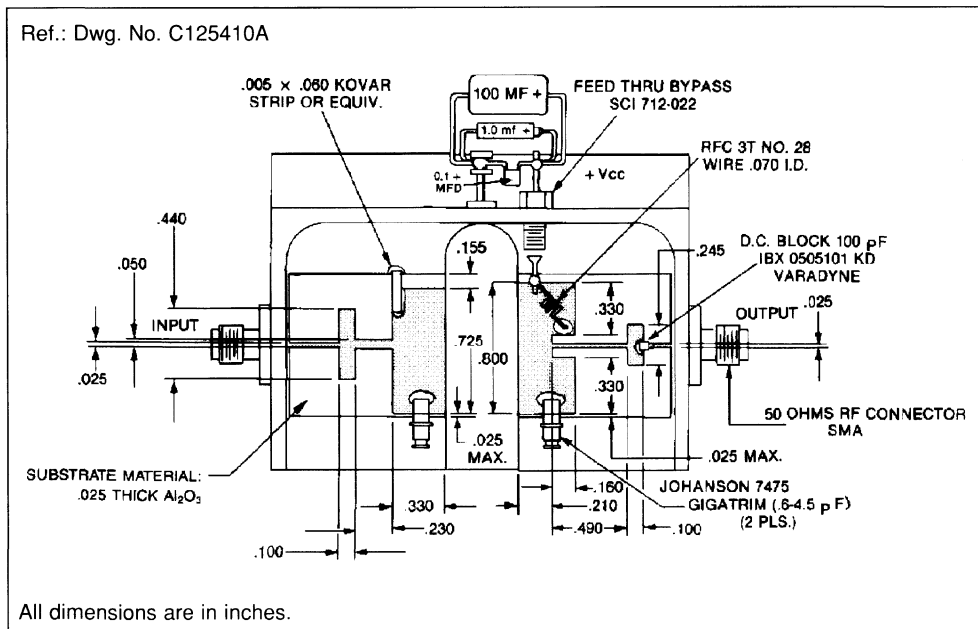 Ref.: Dwg. No. C125410A
.005 × .060 KOVAR
STRIP OR EQUIV.
100 MF +
1.0 mf +
0.1 +
MFD
FEED THRU BYPASS
SCI 712-022
+ Vcc
RFC 3T NO. 28
WIRE .070 I.D.
.440
.050
INPUT
.025
.155
.725
.800
.025
MAX.
.330
.330
.245
D.C. BLOCK 100 pF
IBX 0505101 KD
VARADYNE
OUTPUT
.025
50 OHMS RF CONNECTOR
SMA
.025 MAX.
SUBSTRATE MATERIAL:
.025 THICK Al₂O₃
.330
.230
.100
.160
.210
.490
.100
JOHANSON 7475
GIGATRIM (.6-4.5 pF)
(2 PLS.)
All dimensions are in inches.